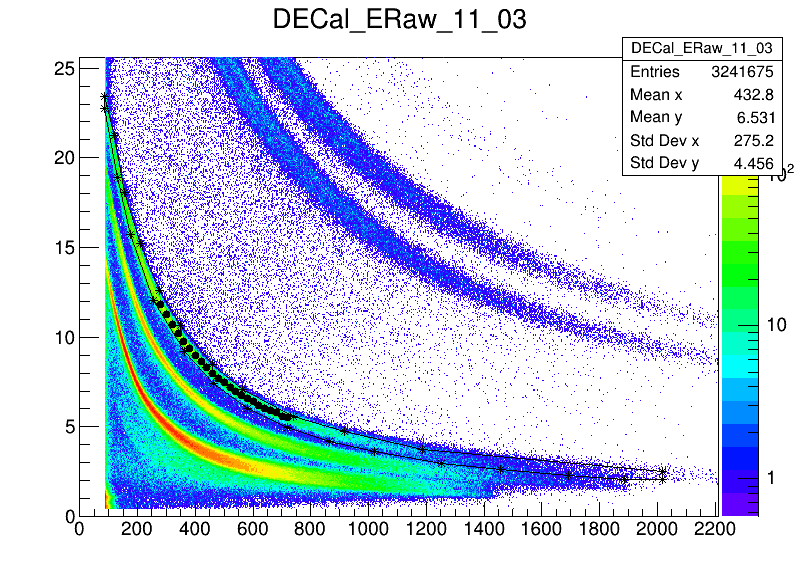 DECal_ERaw_11_03
DECal_ERaw_11_03
Entries 3241675
Mean x 432.8
Mean y 6.531
Std Dev x 275.2
Std Dev y 4.456
25
20
15
10
5
0
0 200 400 600 800 1000 1200 1400 1600 1800 2000 2200
10²
10
1